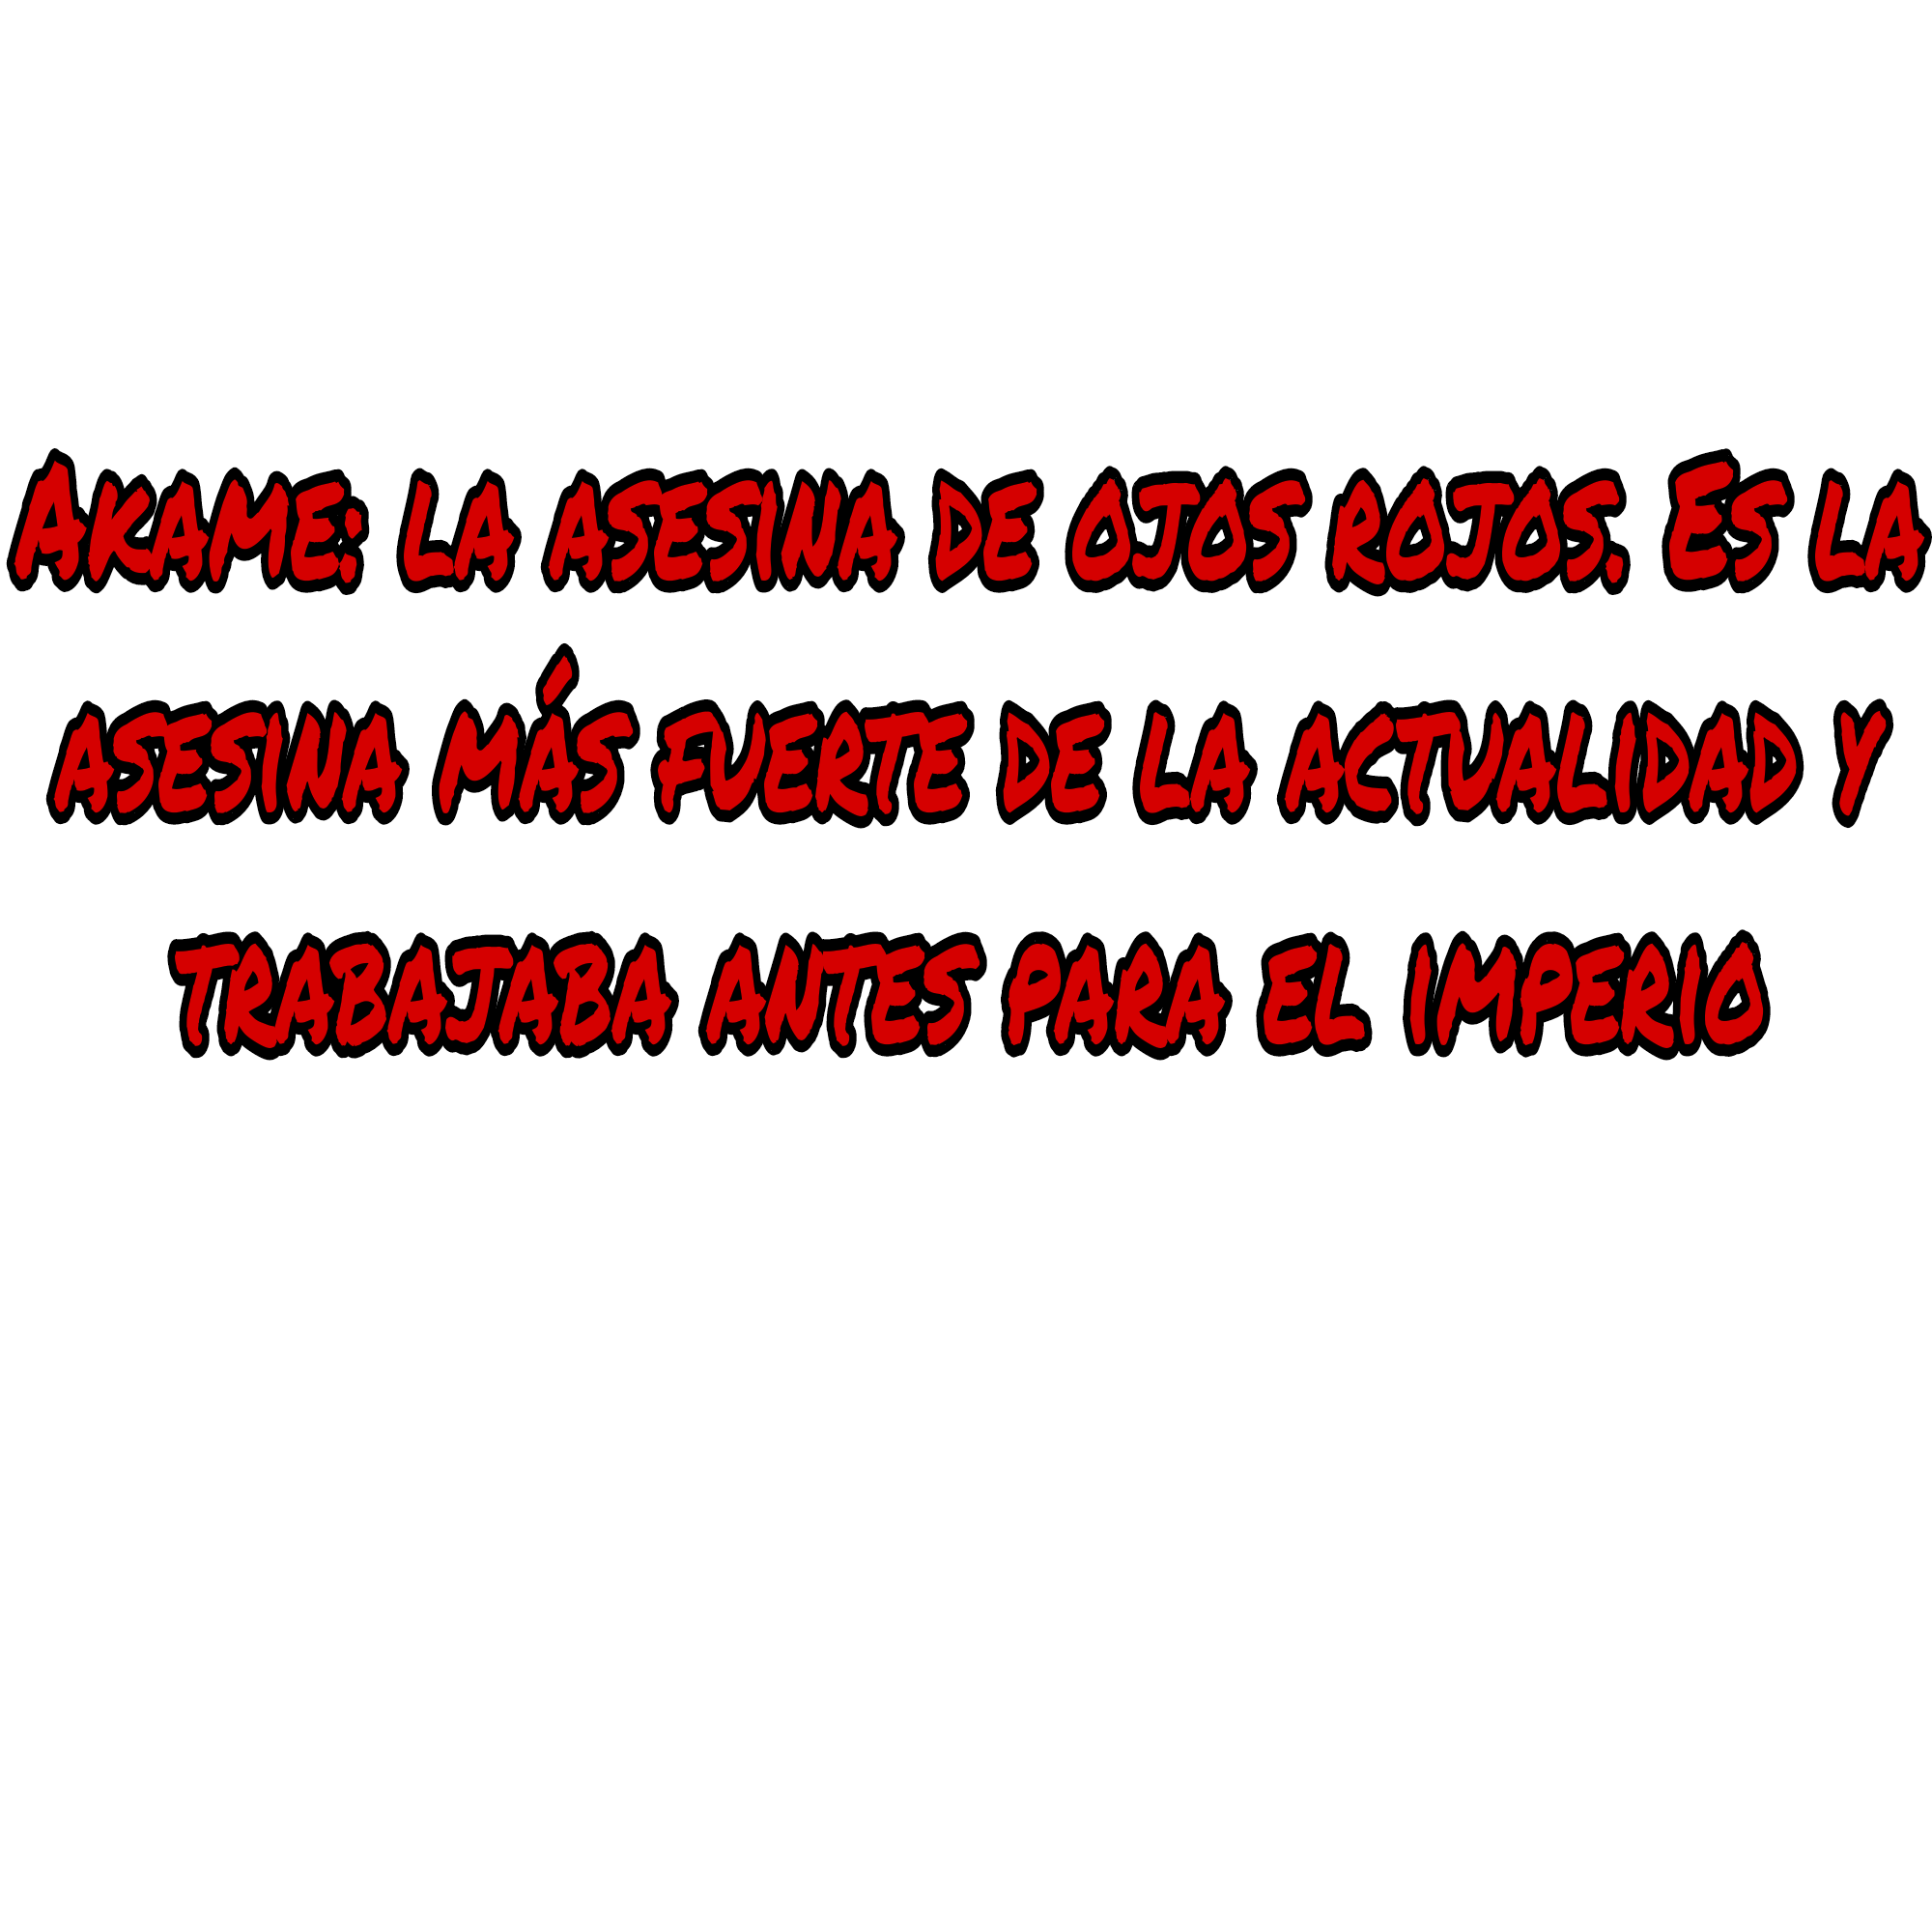 Akame: la asesina de ojos rojos. Es la
asesina más fuerte de la actualidad y
trabajaba antes para el imperio